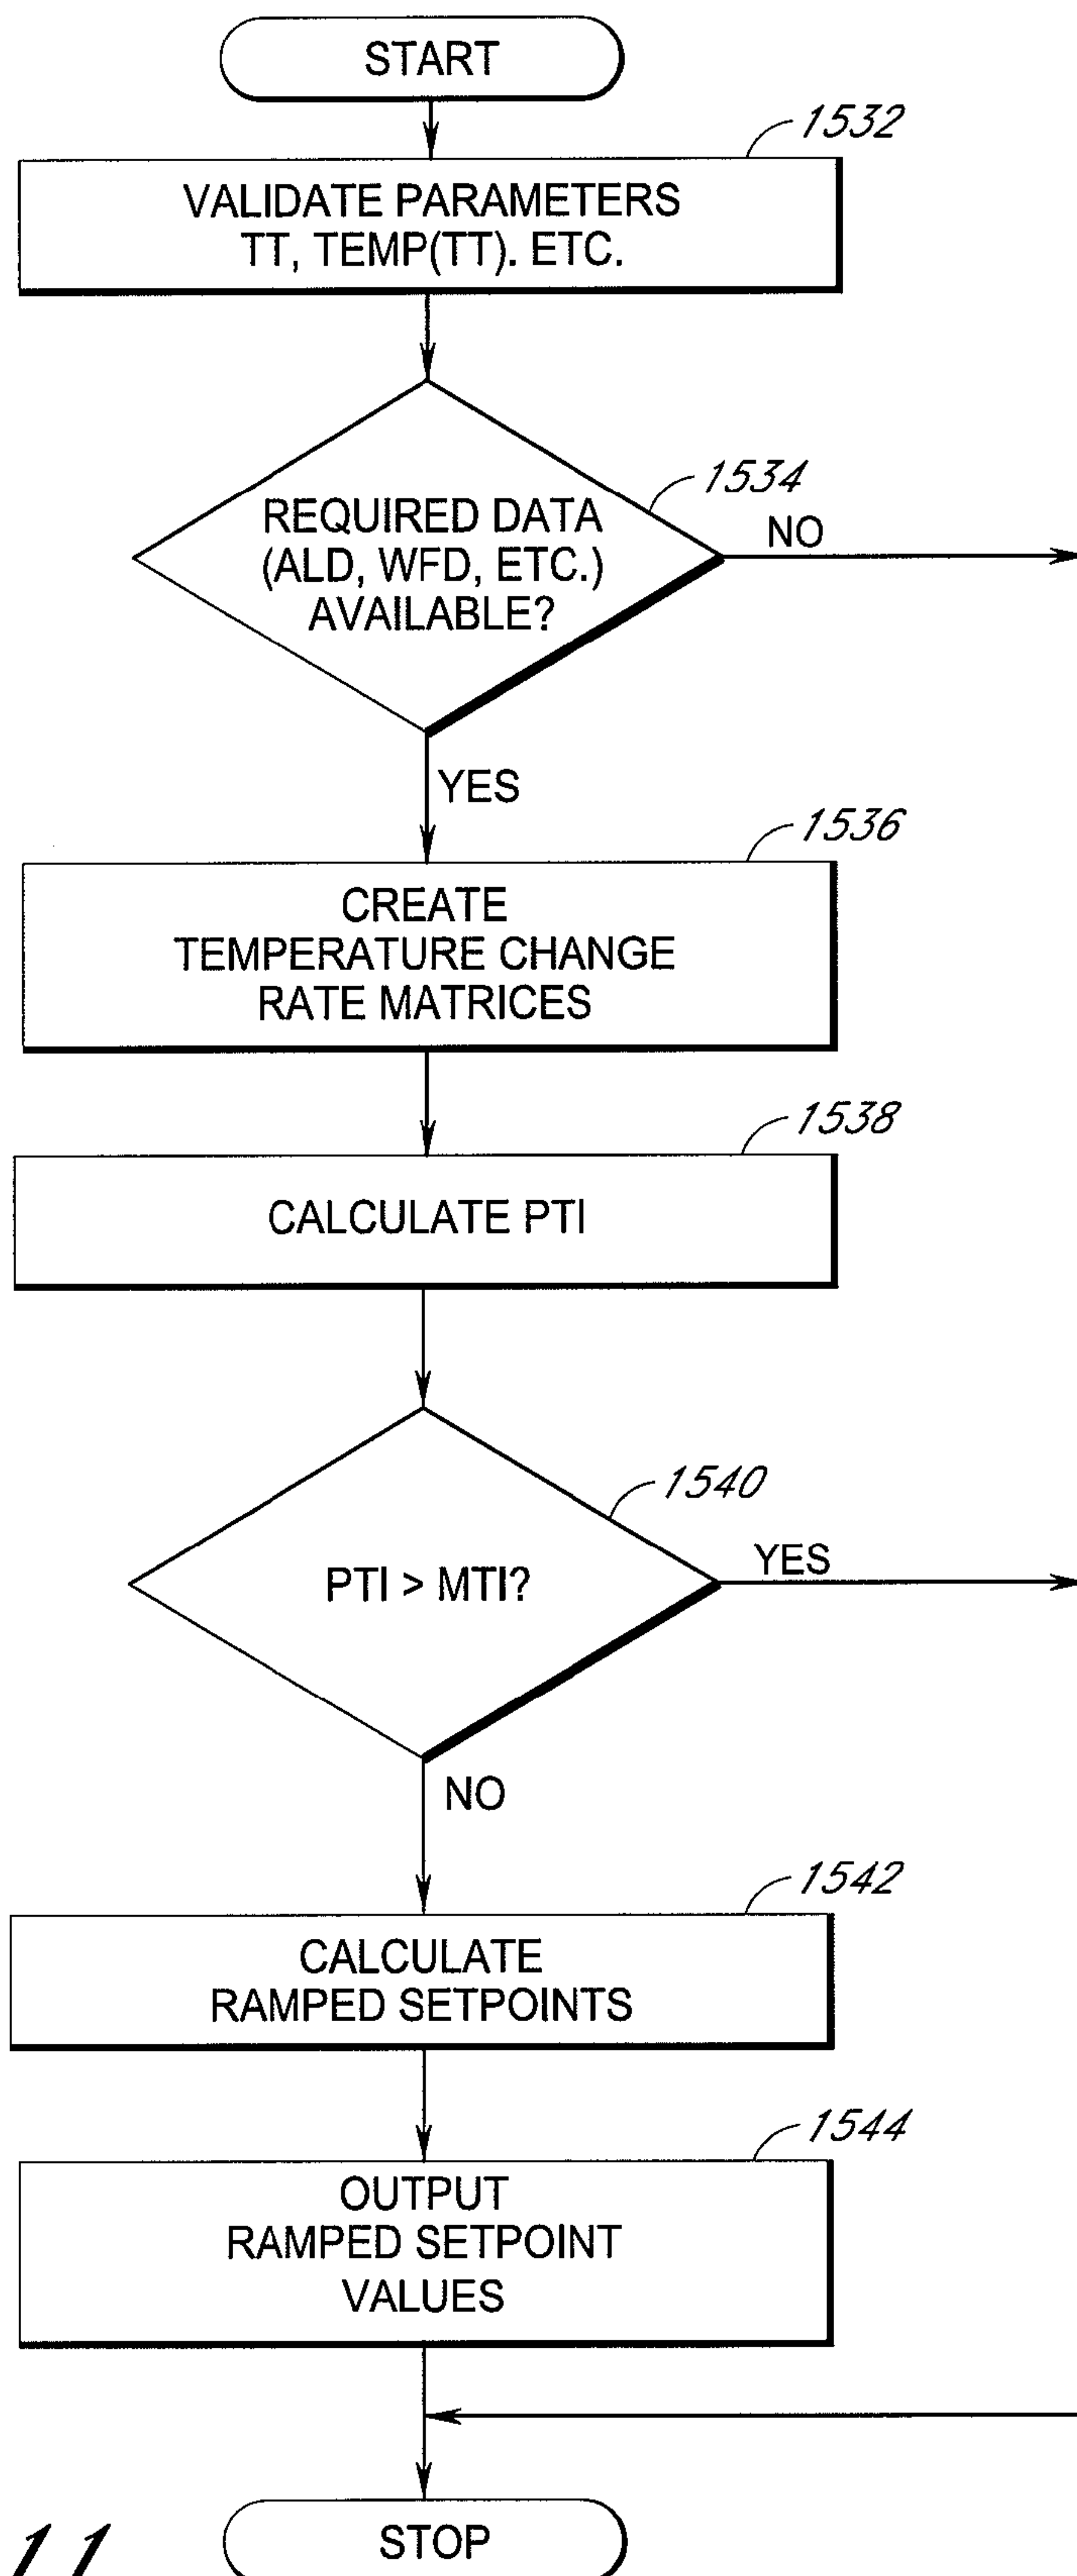 START
1532
VALIDATE PARAMETERS
TT, TEMP(TT). ETC.
1534
REQUIRED DATA
(ALD, WFD, ETC.)
AVAILABLE?
NO
YES
1536
CREATE
TEMPERATURE CHANGE
RATE MATRICES
1538
CALCULATE PTI
1540
PTI > MTI?
YES
NO
1542
CALCULATE
RAMPED SETPOINTS
1544
OUTPUT
RAMPED SETPOINT
VALUES
STOP
11